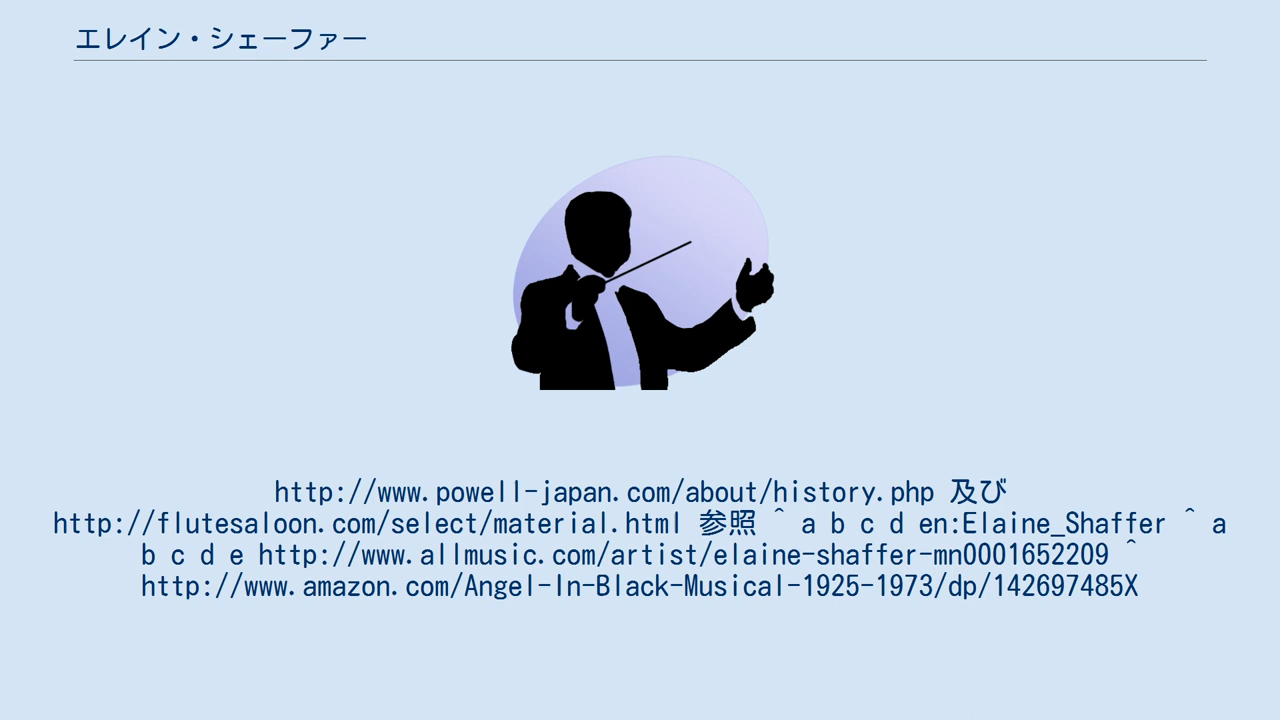 エレイン・シェーファー
http://www.powell-japan.com/about/history.php 及び
http://flutesaloon.com/select/material.html 参照 ^ a b c d en:Elaine_Shaffer ^ a
b c d e http://www.allmusic.com/artist/elaine-shaffer-mn0001652209 ^
http://www.amazon.com/Angel-In-Black-Musical-1925-1973/dp/142697485X